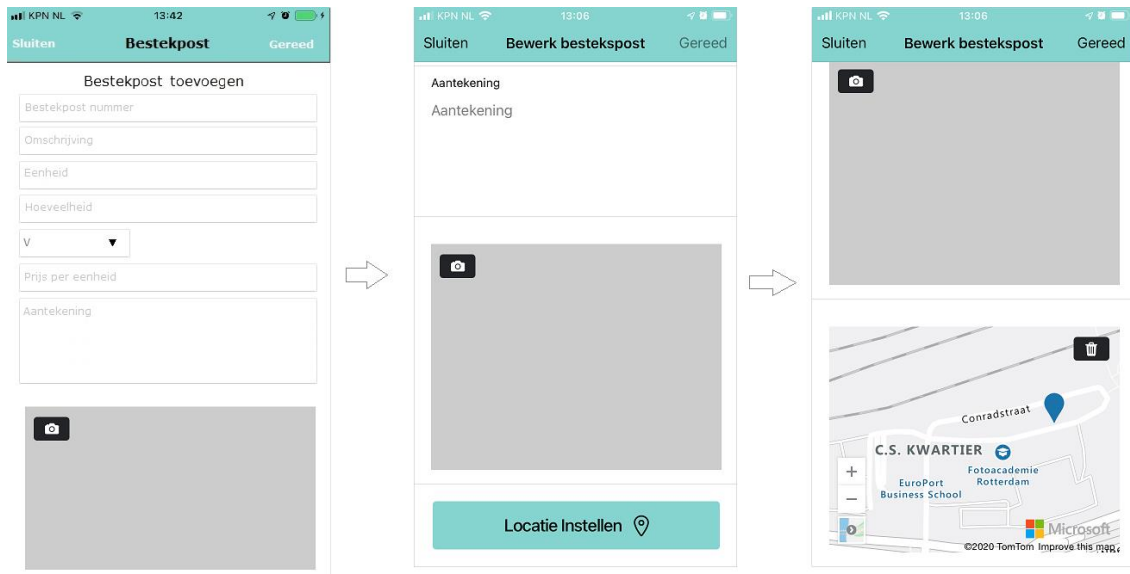 KPN NL 13:42
Sluiten Bestekpost Gereed
Bestekpost toevoegen
Bestekpost nummer
Omschrijving
Eenheid
Hoeveelheid
V
Prijs per eenheid
Aantekening
KPN NL 13:06
Sluiten Bewerk bestekspost Gereed
Aantekening
Aantekening
Locatie Instellen
KPN NL 13:06
Sluiten Bewerk bestekspost Gereed
Conradstraat
C.S. KWARTIER
Fotoacademie
Rotterdam
EuroPort
Business School
+
−
Microsoft
©2020 TomTom Improve this map